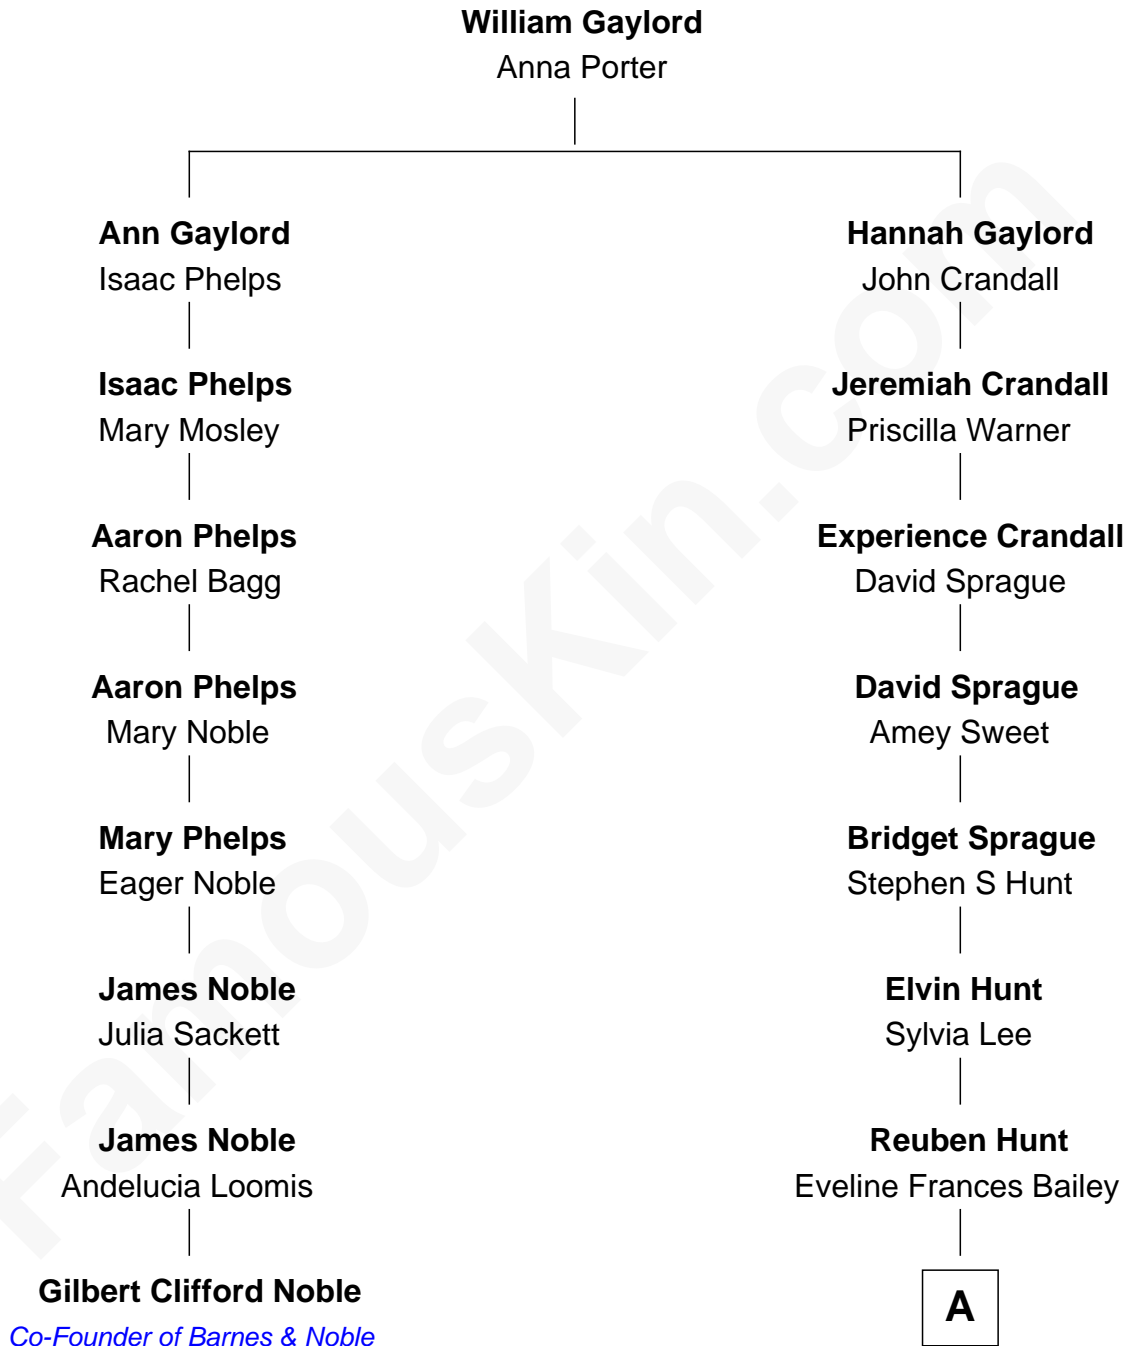 William Gaylord
Anna Porter
Ann Gaylord
Isaac Phelps
Hannah Gaylord
John Crandall
Isaac Phelps
Mary Mosley
Jeremiah Crandall
Priscilla Warner
Aaron Phelps
Rachel Bagg
Experience Crandall
David Sprague
Aaron Phelps
Mary Noble
David Sprague
Amey Sweet
Mary Phelps
Eager Noble
Bridget Sprague
Stephen S Hunt
James Noble
Julia Sackett
Elvin Hunt
Sylvia Lee
James Noble
Andelucia Loomis
Reuben Hunt
Eveline Frances Bailey
Gilbert Clifford Noble
Co-Founder of Barnes & Noble
A
FamousKin.com